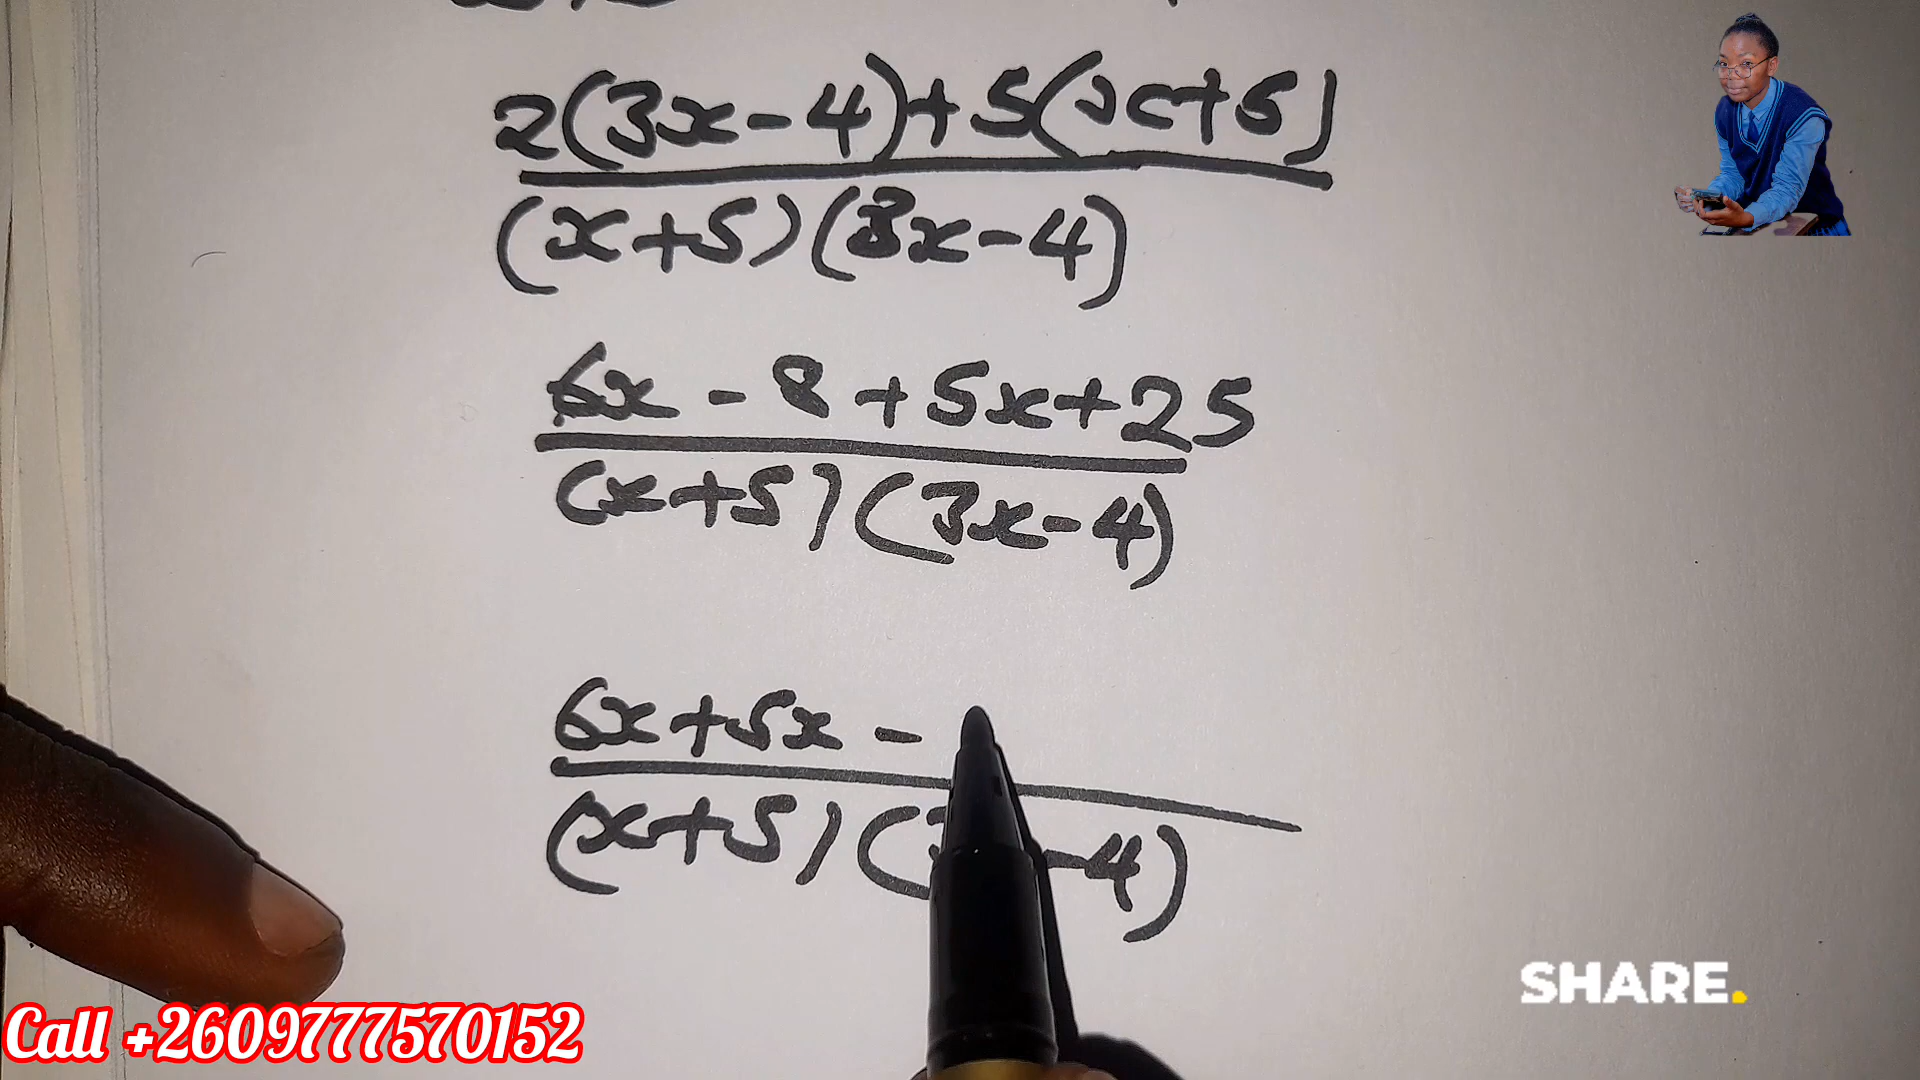 2(3x-4)+5(x+5)
(x+5)(3x-4)
6x-8+5x+25
(x+5)(3x-4)
6x+5x-
(x+5)( -4)
SHARE.
Call +2609777570152